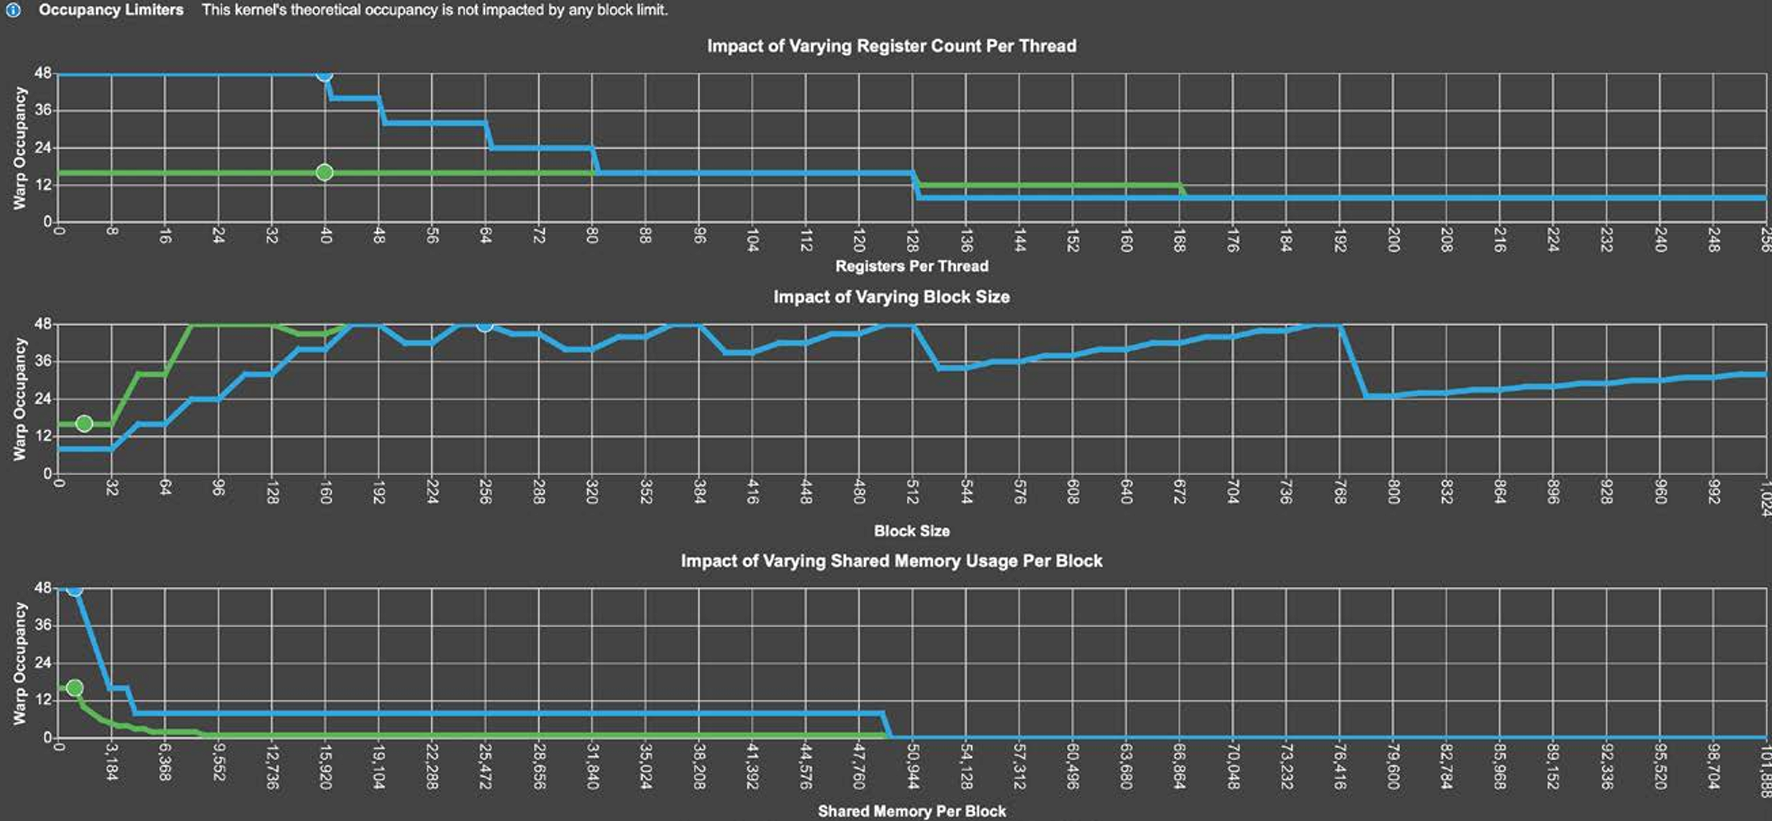 Occupancy Limiters This kernel's theoretical occupancy is not impacted by any block limit.
Impact of Varying Register Count Per Thread
Warp Occupancy
48
36
24
12
0
0 8 16 24 32 40 48 56 64 72 80 88 96 104 112 120 128 136 144 152 160 168 176 184 192 200 208 216 224 232 240 248 256
Registers Per Thread
Impact of Varying Block Size
Warp Occupancy
48
36
24
12
0
0 32 64 96 128 160 192 224 256 288 320 352 384 416 448 480 512 544 576 608 640 672 704 736 768 800 832 864 896 928 960 992 1,024
Block Size
Impact of Varying Shared Memory Usage Per Block
Warp Occupancy
48
36
24
12
0
0 3,184 6,368 9,552 12,736 15,920 19,104 22,288 25,472 28,656 31,840 35,024 38,208 41,392 44,576 47,760 50,944 54,128 57,312 60,496 63,680 66,864 70,048 73,232 76,416 79,600 82,784 85,968 89,152 92,336 95,520 98,704 101,888
Shared Memory Per Block